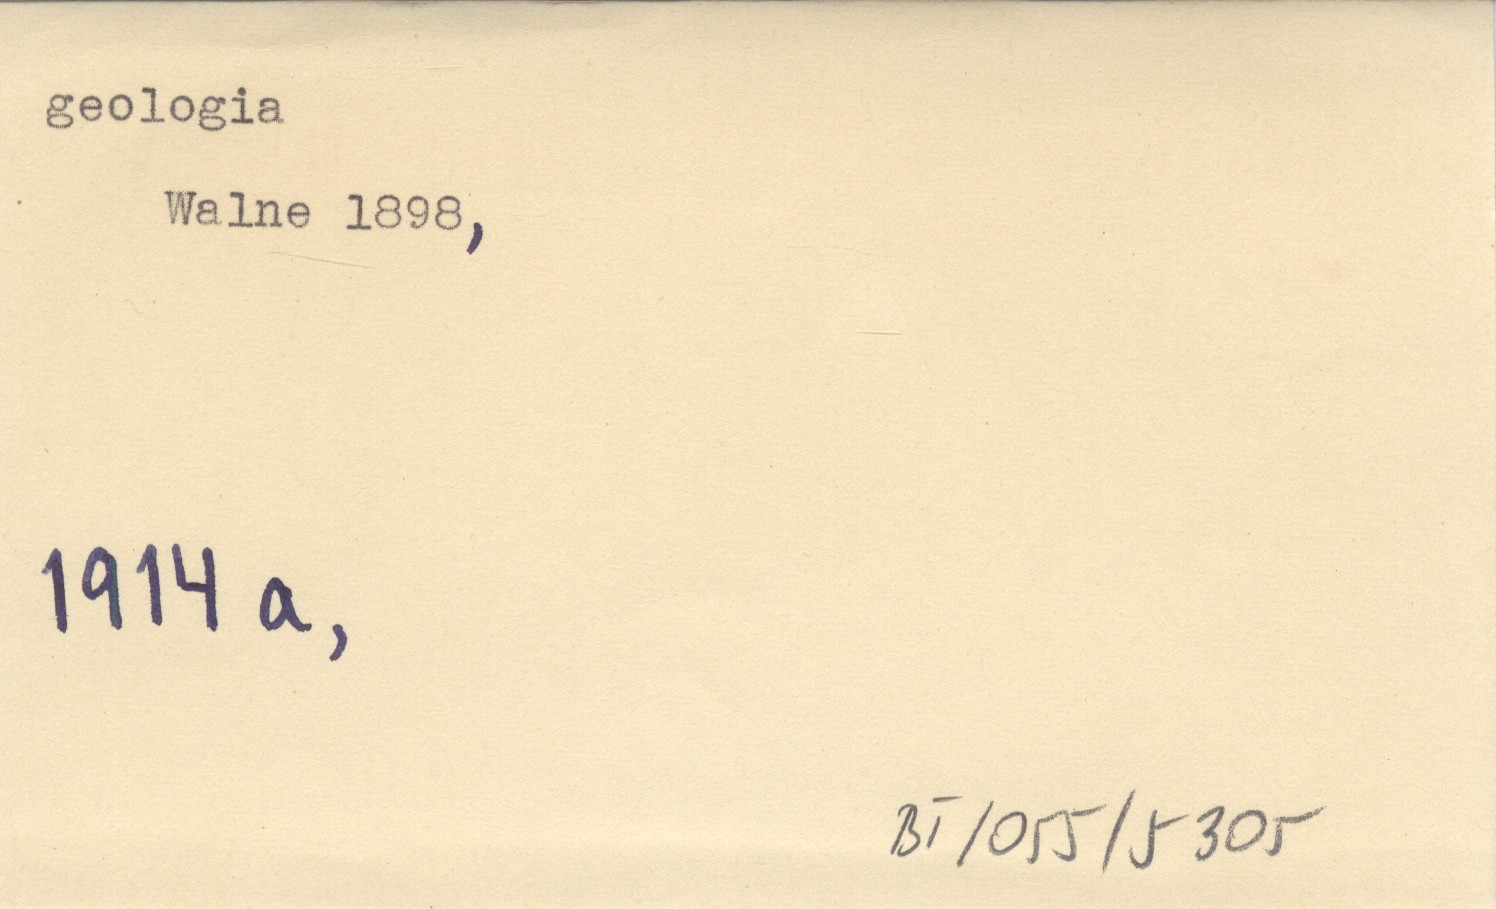 geologia
Walne 1898,
1914 a,
BI/055/5305